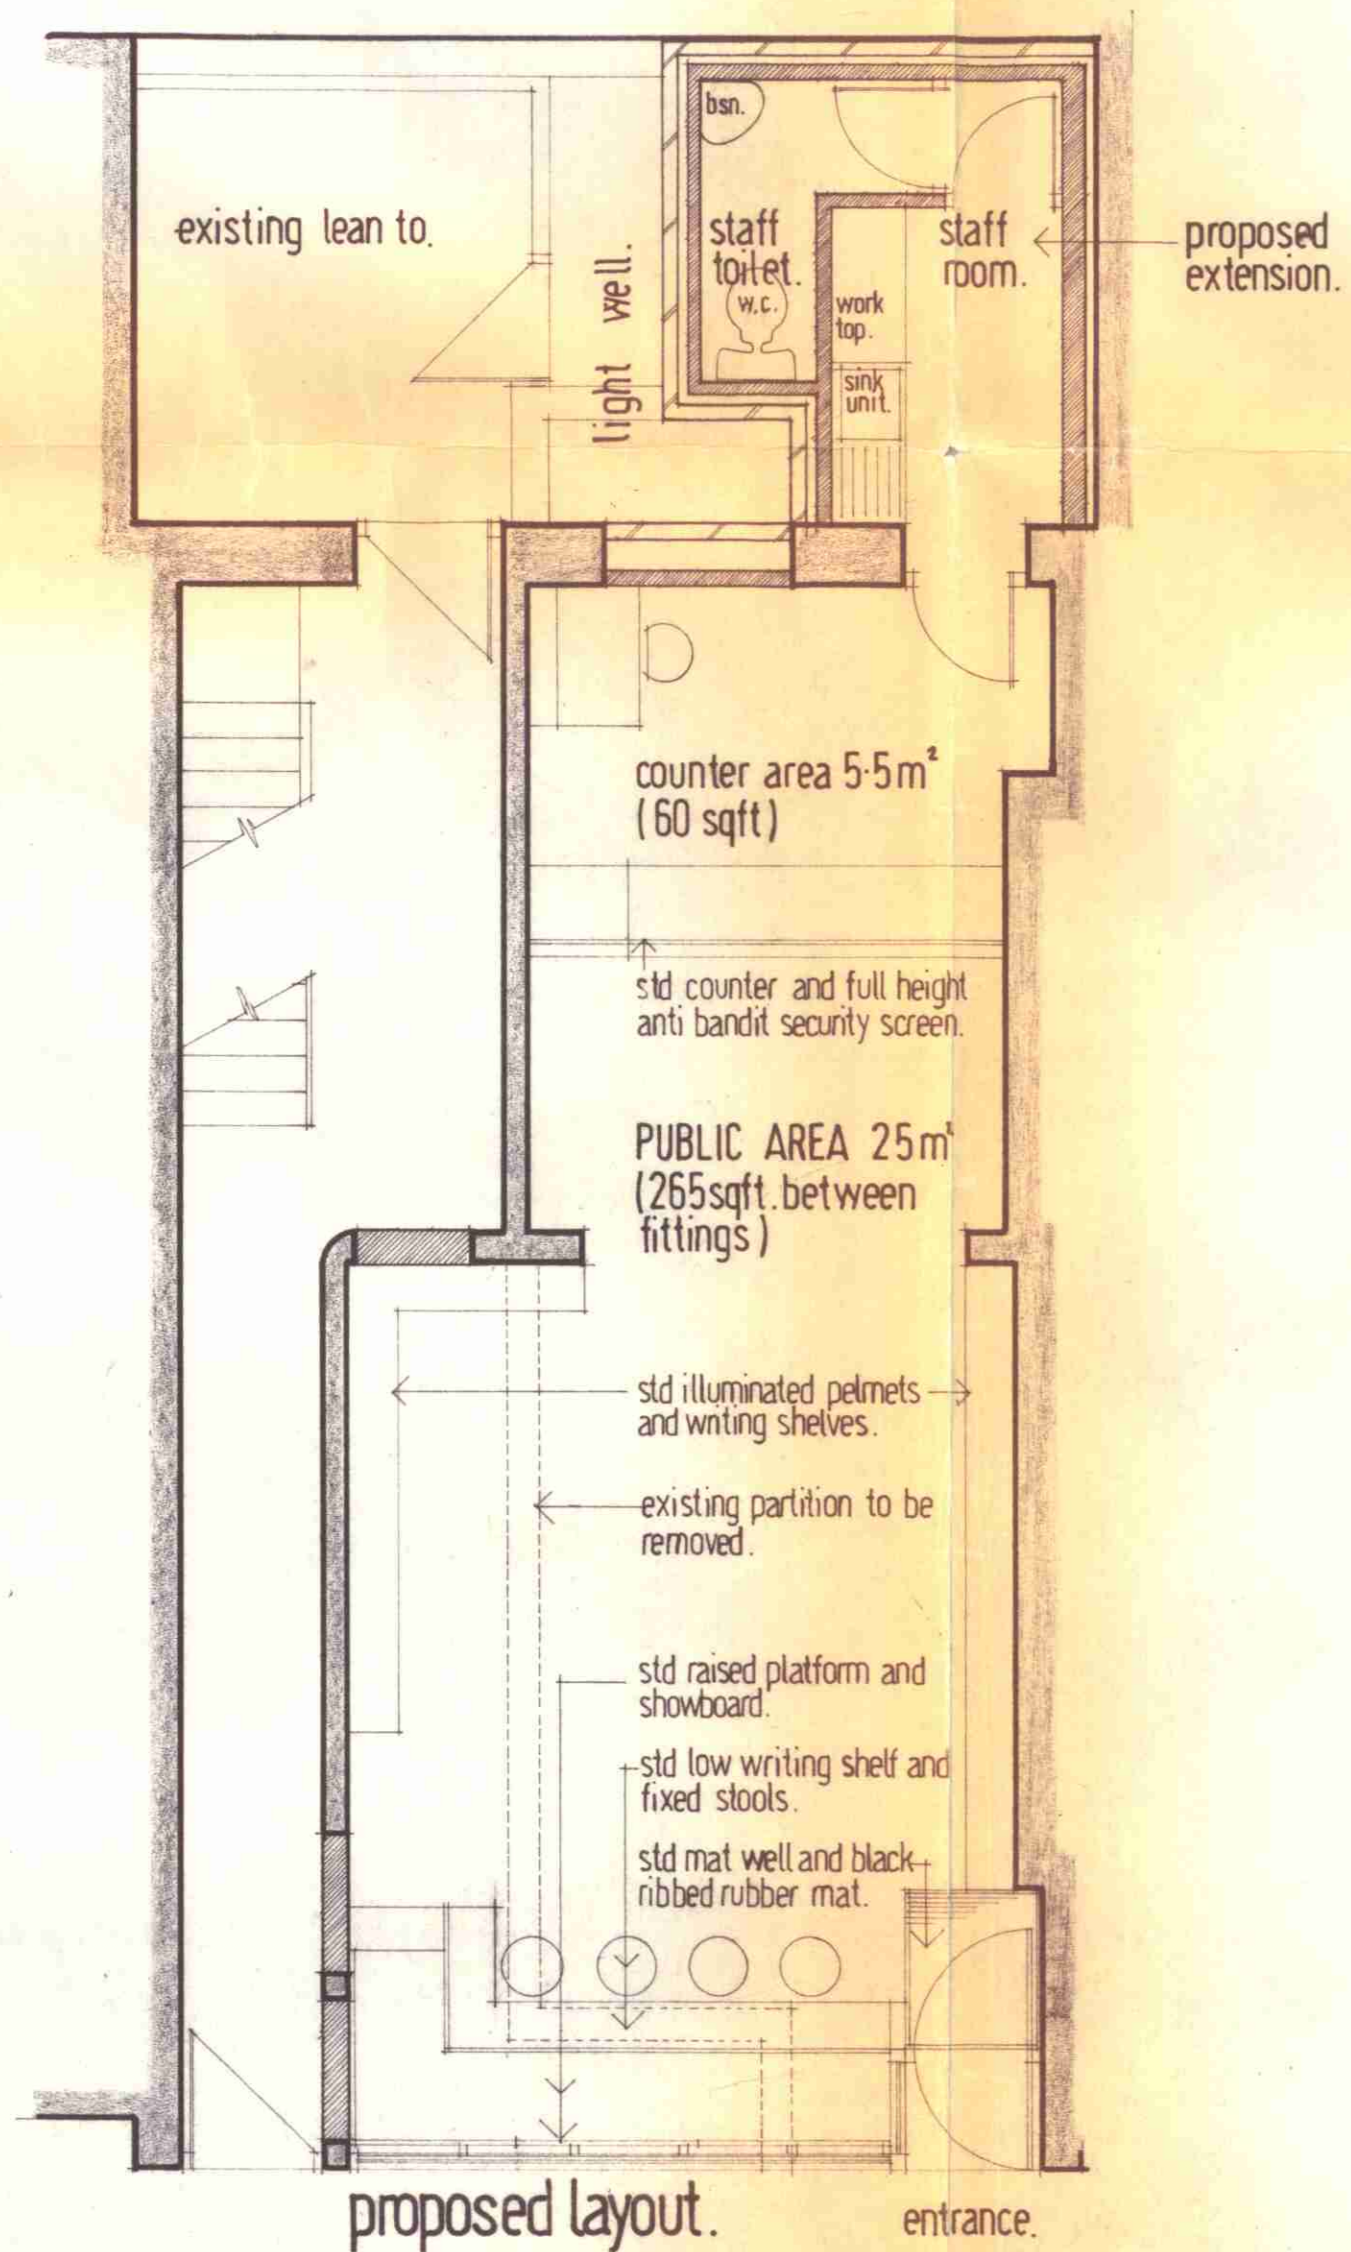 bsn.
existing lean to.
light well.
staff
toilet.
w.c.
staff
room.
proposed
extension.
work
top.
sink
unit.
counter area 5·5m²
(60 sqft)
std counter and full height
anti bandit security screen.
PUBLIC AREA 25m²
(265sqft. between
fittings)
std illuminated pelmets
and writing shelves.
existing partition to be
removed.
std raised platform and
showboard.
std low writing shelf and
fixed stools.
std mat well and black
ribbed rubber mat.
proposed layout.
entrance.